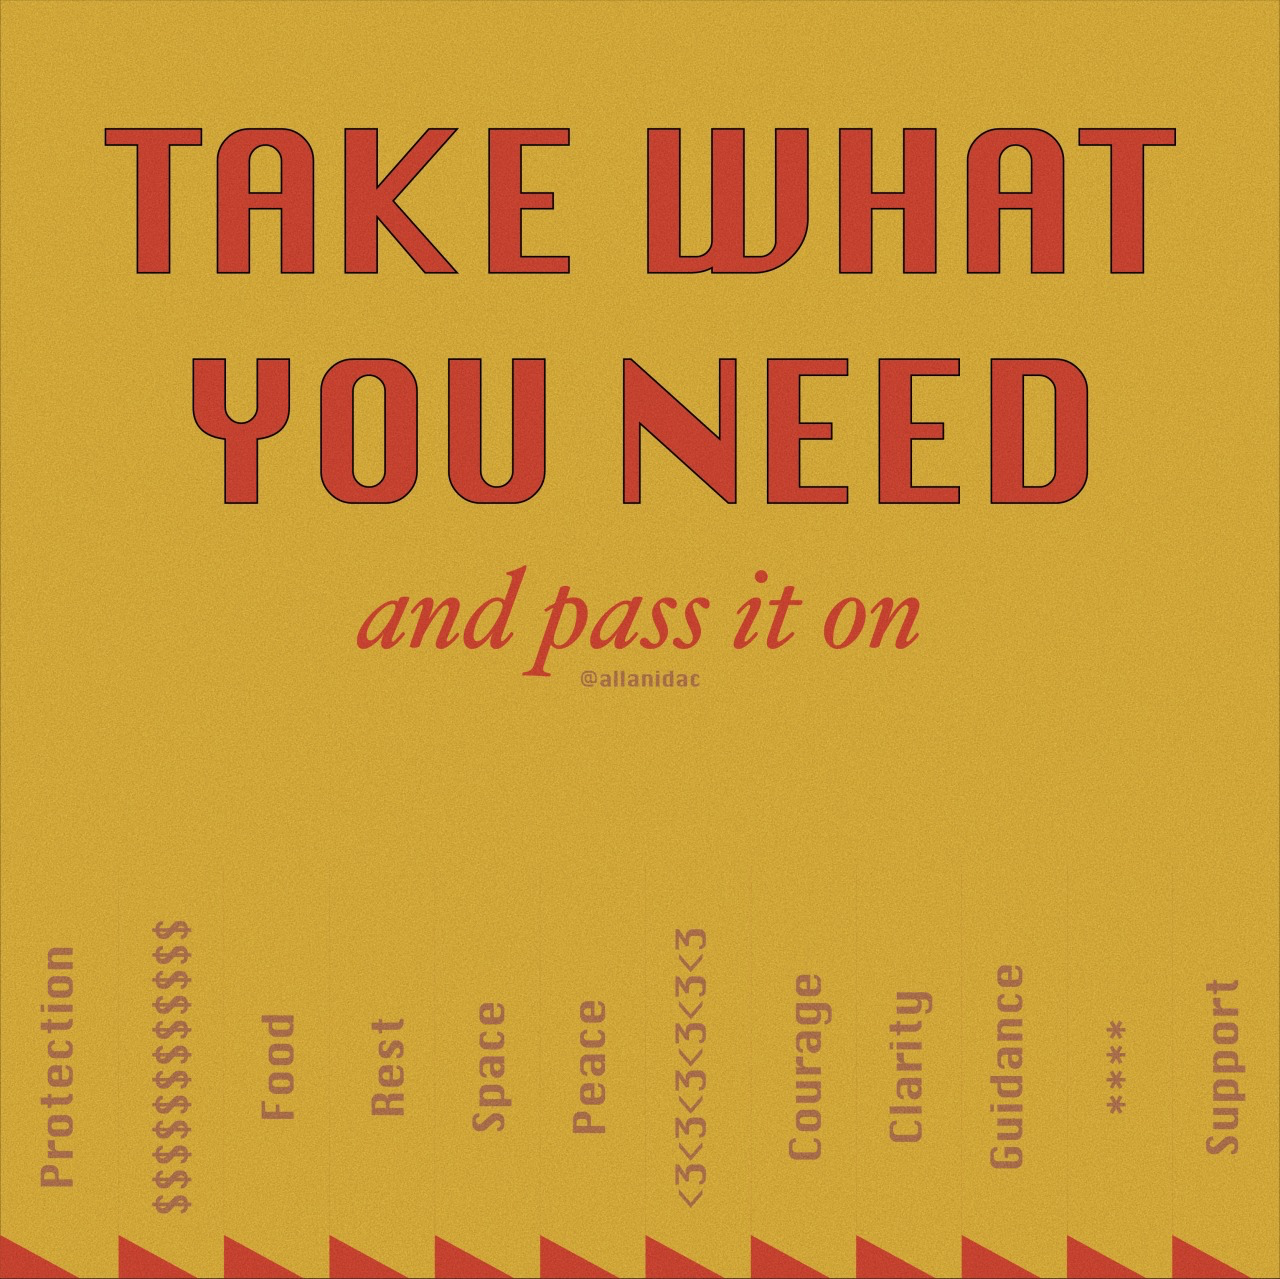 TAKE WHAT
YOU NEED
and pass it on
@allanidac
Protection
$$$$$$$$$$$$
Food
Rest
Space
Peace
<3<3<3<3<3<3
Courage
Clarity
Guidance
****
Support